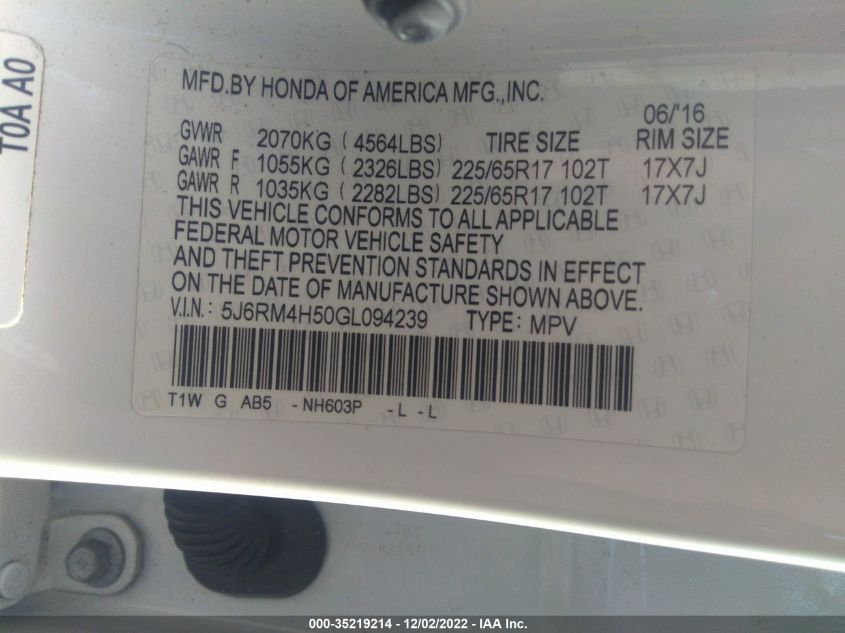 T0A A0
MFD.BY HONDA OF AMERICA MFG.,INC.
06/'16
GVWR 2070KG (4564LBS) TIRE SIZE RIM SIZE
GAWR F 1055KG (2326LBS) 225/65R17 102T 17X7J
GAWR R 1035KG (2282LBS) 225/65R17 102T 17X7J
THIS VEHICLE CONFORMS TO ALL APPLICABLE
FEDERAL MOTOR VEHICLE SAFETY
AND THEFT PREVENTION STANDARDS IN EFFECT
ON THE DATE OF MANUFACTURE SHOWN ABOVE.
V.I.N.: 5J6RM4H50GL094239 TYPE: MPV
T1W G AB5 - NH603P - L - L
000-35219214 - 12/02/2022 - IAA Inc.